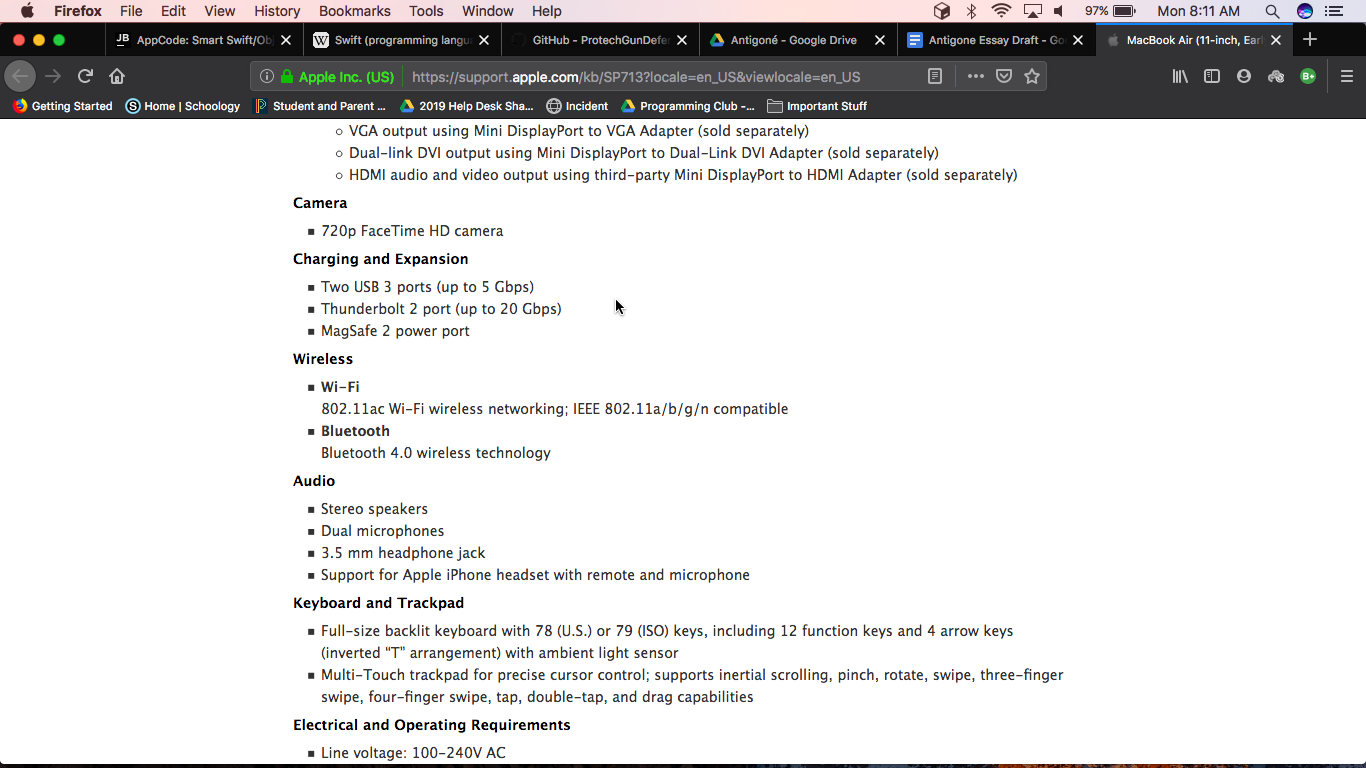 Firefox File Edit View History Bookmarks Tools Window Help 97% Mon 8:11 AM
JB AppCode: Smart Swift/Ob W Swift (programming langu GitHub - ProtechGunDefe Antigoné - Google Drive Antigone Essay Draft - Go MacBook Air (11-inch, Earl
Apple Inc. (US) https://support.apple.com/kb/SP713?locale=en_US&viewlocale=en_US B+
Getting Started S Home | Schoology Student and Parent ... 2019 Help Desk Sha... Incident Programming Club -... Important Stuff
VGA output using Mini DisplayPort to VGA Adapter (sold separately)
Dual-link DVI output using Mini DisplayPort to Dual-Link DVI Adapter (sold separately)
HDMI audio and video output using third-party Mini DisplayPort to HDMI Adapter (sold separately)
Camera
720p FaceTime HD camera
Charging and Expansion
Two USB 3 ports (up to 5 Gbps)
Thunderbolt 2 port (up to 20 Gbps)
MagSafe 2 power port
Wireless
Wi-Fi
802.11ac Wi-Fi wireless networking; IEEE 802.11a/b/g/n compatible
Bluetooth
Bluetooth 4.0 wireless technology
Audio
Stereo speakers
Dual microphones
3.5 mm headphone jack
Support for Apple iPhone headset with remote and microphone
Keyboard and Trackpad
Full-size backlit keyboard with 78 (U.S.) or 79 (ISO) keys, including 12 function keys and 4 arrow keys
(inverted "T" arrangement) with ambient light sensor
Multi-Touch trackpad for precise cursor control; supports inertial scrolling, pinch, rotate, swipe, three-finger
swipe, four-finger swipe, tap, double-tap, and drag capabilities
Electrical and Operating Requirements
Line voltage: 100-240V AC